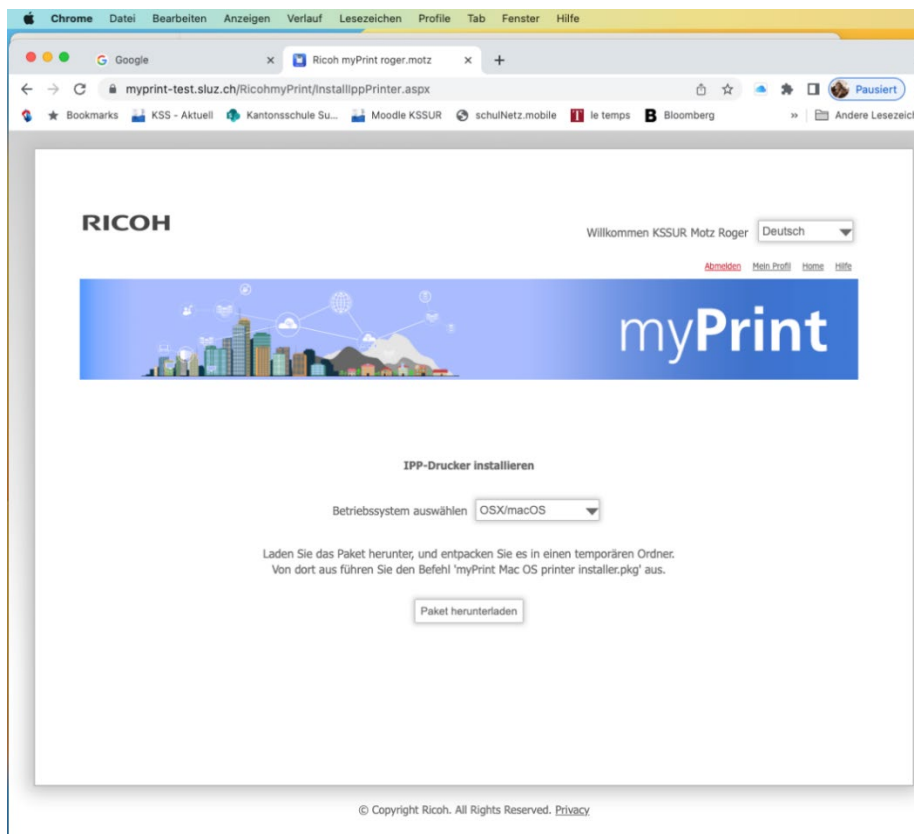 Chrome Datei Bearbeiten Anzeigen Verlauf Lesezeichen Profile Tab Fenster Hilfe
Google Ricoh myPrint roger.motz
myprint-test.sluz.ch/RicohmyPrint/InstallIppPrinter.aspx Pausiert
Bookmarks KSS - Aktuell Kantonsschule Su... Moodle KSSUR schulNetz.mobile le temps Bloomberg » Andere Lesezeich
RICOH
Willkommen KSSUR Motz Roger Deutsch
Abmelden Mein Profil Home Hilfe
myPrint
IPP-Drucker installieren
Betriebssystem auswählen OSX/macOS
Laden Sie das Paket herunter, und entpacken Sie es in einen temporären Ordner.
Von dort aus führen Sie den Befehl 'myPrint Mac OS printer installer.pkg' aus.
Paket herunterladen
© Copyright Ricoh. All Rights Reserved. Privacy